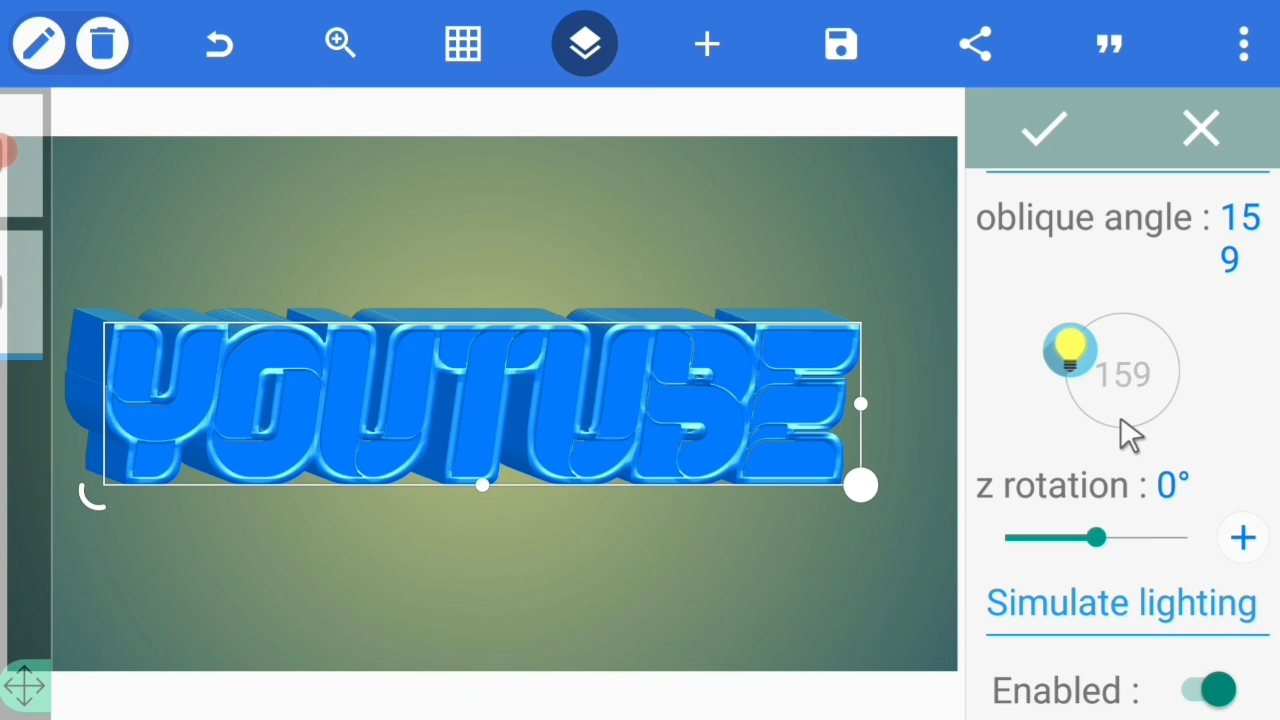 oblique angle : 15
9
159
YOUTUBE
z rotation : 0°
Simulate lighting
Enabled :